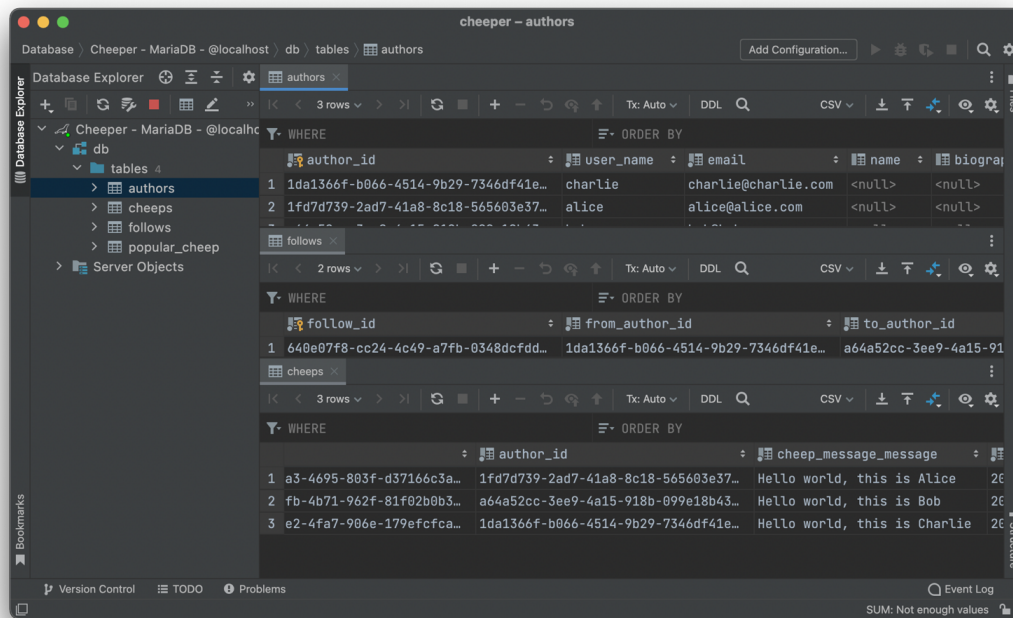 cheeper – authors
Database 〉 Cheeper - MariaDB - @localhost 〉 db 〉 tables 〉 authors
Add Configuration...
Database Explorer
Database Explorer
Bookmarks
Cheeper - MariaDB - @localho
db
tables 4
authors
cheeps
follows
popular_cheep
Server Objects
authors
3 rows
Tx: Auto
DDL
CSV
WHERE
ORDER BY
author_id user_name email name biograp
1 1da1366f-b066-4514-9b29-7346df41e… charlie charlie@charlie.com <null> <null>
2 1fd7d739-2ad7-41a8-8c18-565603e37… alice alice@alice.com <null> <null>
follows
2 rows
Tx: Auto
DDL
CSV
WHERE
ORDER BY
follow_id from_author_id to_author_id
1 640e07f8-cc24-4c49-a7fb-0348dcfdd… 1da1366f-b066-4514-9b29-7346df41e… a64a52cc-3ee9-4a15-91
cheeps
3 rows
Tx: Auto
DDL
CSV
WHERE
ORDER BY
author_id cheep_message_message
1 a3-4695-803f-d37166c3a… 1fd7d739-2ad7-41a8-8c18-565603e37… Hello world, this is Alice 20
2 fb-4b71-962f-81f02b0b3… a64a52cc-3ee9-4a15-918b-099e18b43… Hello world, this is Bob 20
3 e2-4fa7-906e-179efcfca… 1da1366f-b066-4514-9b29-7346df41e… Hello world, this is Charlie 20
Version Control
TODO
Problems
Event Log
SUM: Not enough values